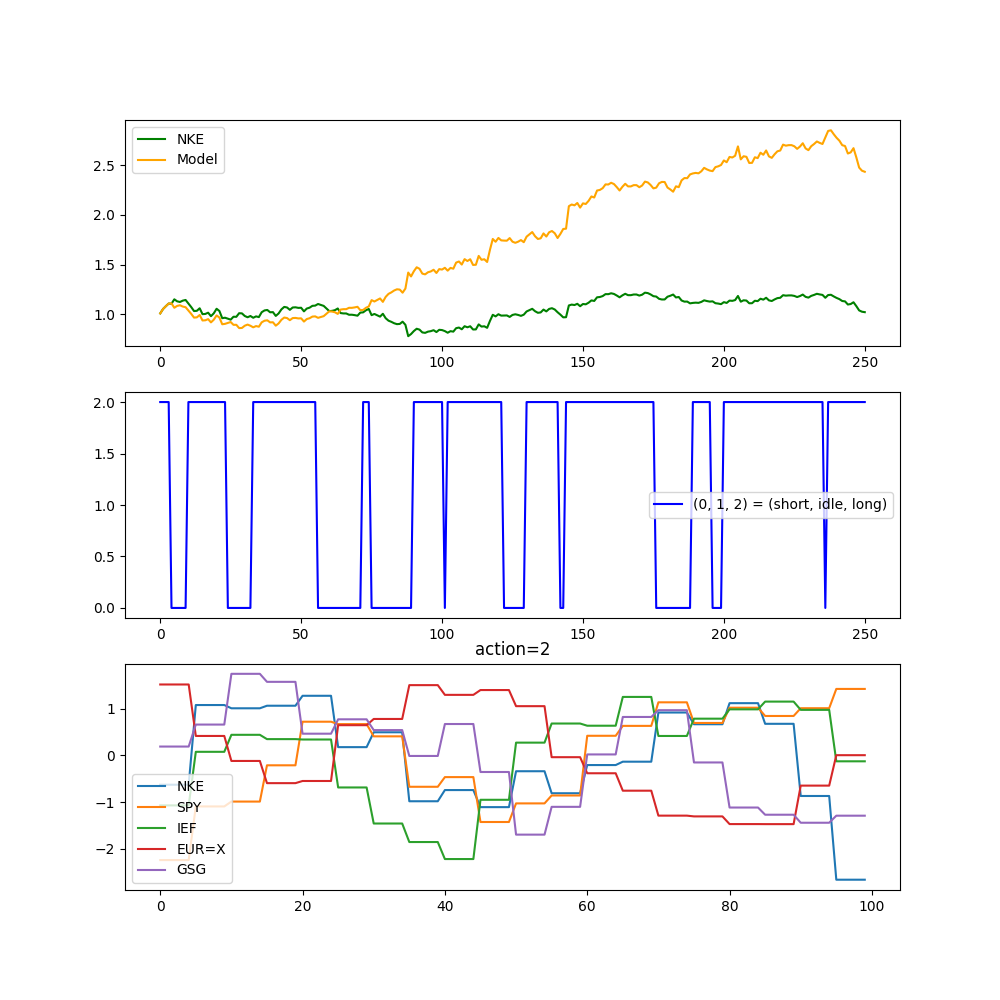 NKE
Model
2.5
2.0
1.5
1.0
0 50 100 150 200 250
2.0
1.5
1.0
0.5
0.0
(0, 1, 2) = (short, idle, long)
0 50 100 150 200 250
action=2
1
0
−1
−2
NKE
SPY
IEF
EUR=X
GSG
0 20 40 60 80 100